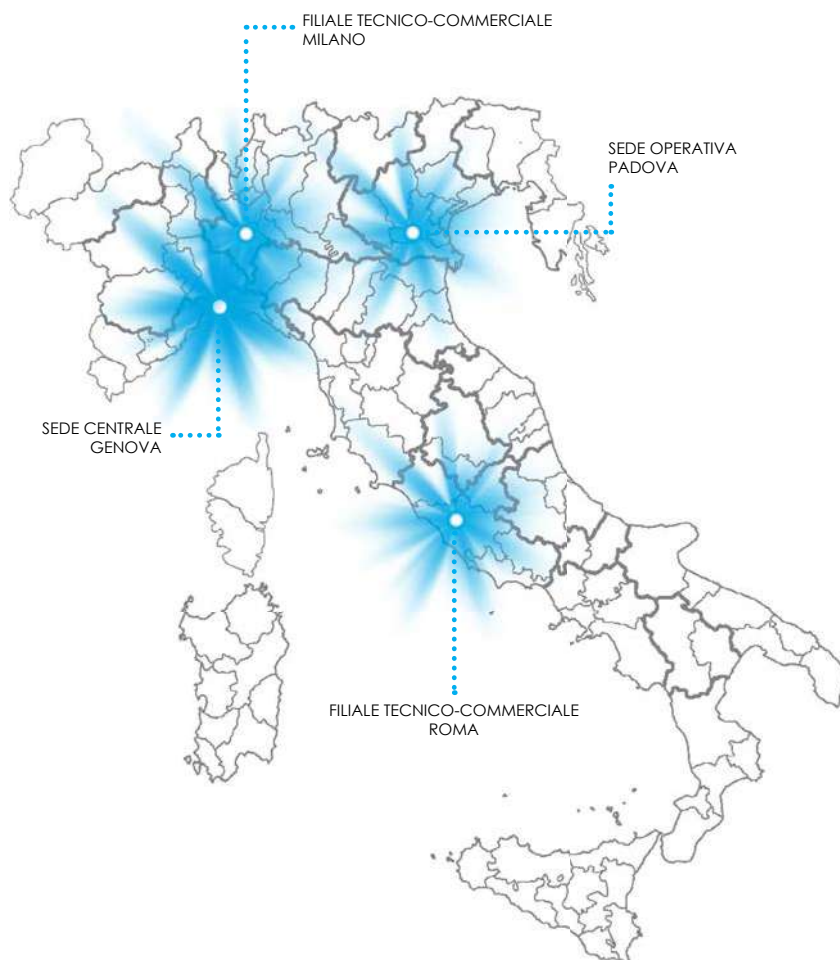 FILIALE TECNICO-COMMERCIALE
MILANO
SEDE OPERATIVA
PADOVA
SEDE CENTRALE
GENOVA
FILIALE TECNICO-COMMERCIALE
ROMA